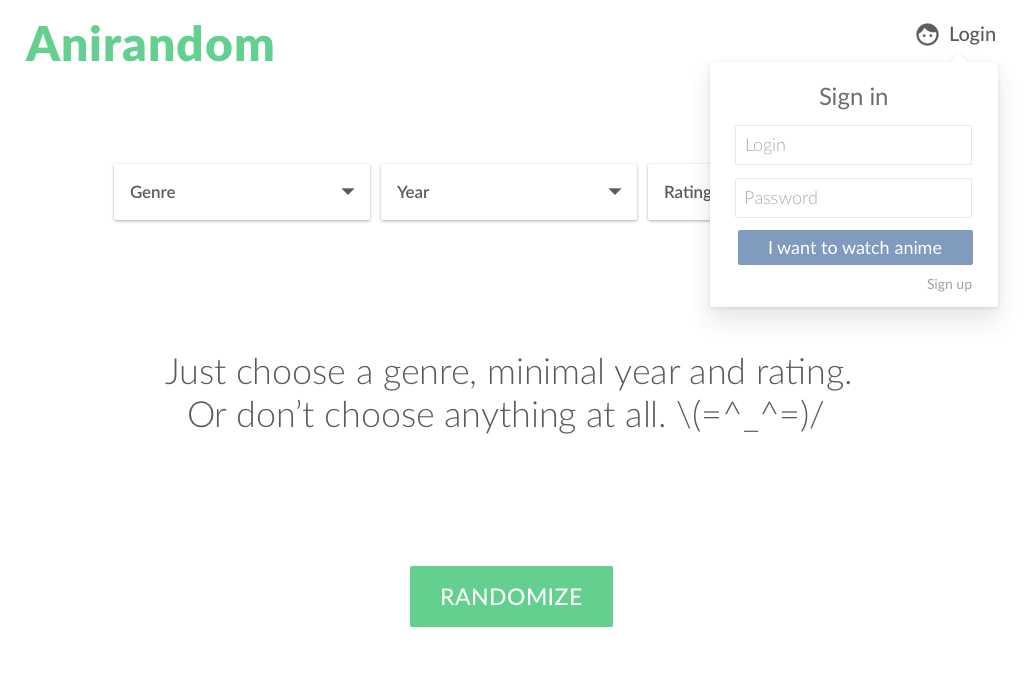 Anirandom
Login
Sign in
Login
Password
I want to watch anime
Sign up
Genre
Year
Rating
Just choose a genre, minimal year and rating.
Or don’t choose anything at all. \(=^_^=)/
RANDOMIZE